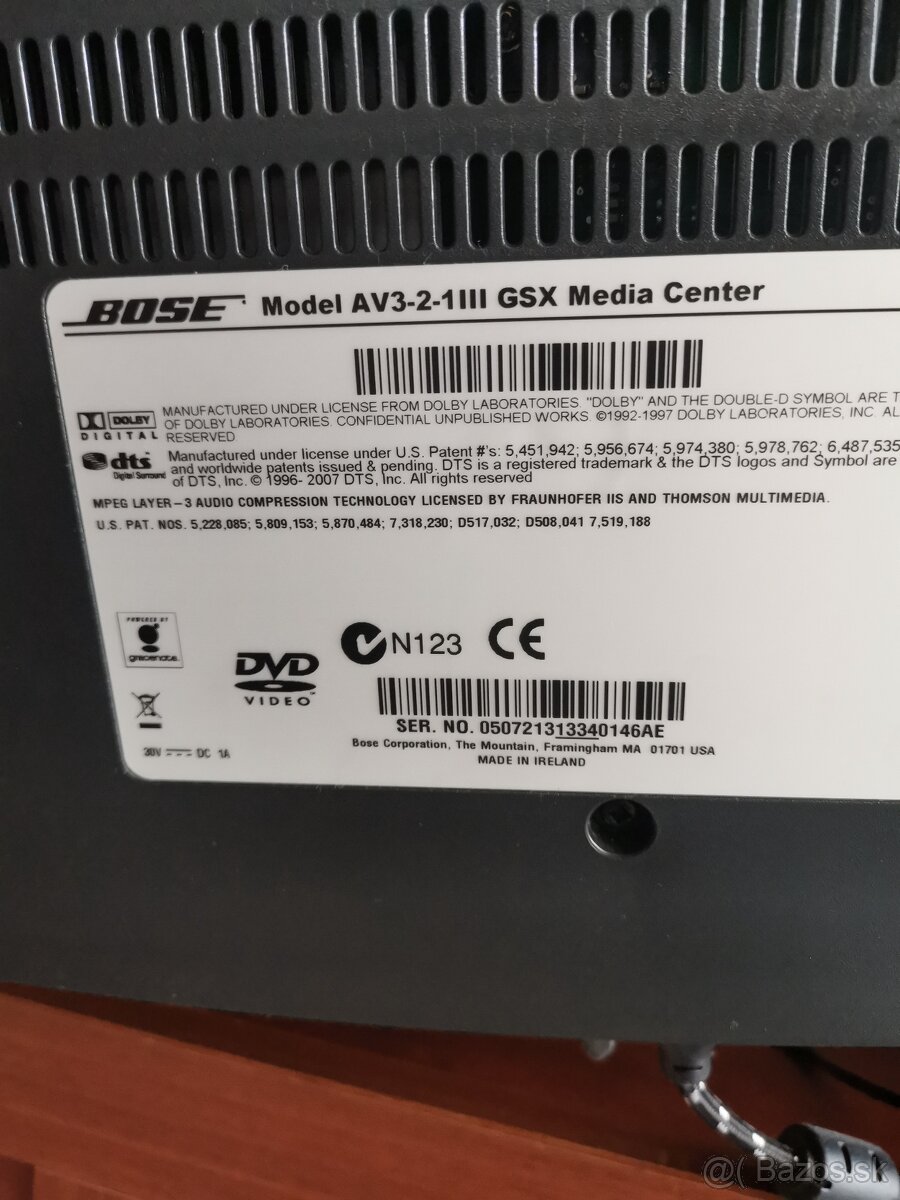 BOSE Model AV3-2-1III GSX Media Center
MANUFACTURED UNDER LICENSE FROM DOLBY LABORATORIES. "DOLBY" AND THE DOUBLE-D SYMBOL ARE T
DOLBY OF DOLBY LABORATORIES. CONFIDENTIAL UNPUBLISHED WORKS. ©1992-1997 DOLBY LABORATORIES, INC. AL
DIGITAL RESERVED
Manufactured under license under U.S. Patent #'s: 5,451,942; 5,956,674; 5,974,380; 5,978,762; 6,487,535
dts and worldwide patents issued & pending. DTS is a registered trademark & the DTS logos and Symbol are
Digital Surround of DTS, Inc. © 1996- 2007 DTS, Inc. All rights reserved
MPEG LAYER-3 AUDIO COMPRESSION TECHNOLOGY LICENSED BY FRAUNHOFER IIS AND THOMSON MULTIMEDIA.
U.S. PAT. NOS. 5,228,085; 5,809,153; 5,870,484; 7,318,230; D517,032; D508,041 7,519,188
POWERED BY
gracenote.
N123 CE
DVD
VIDEO™
SER. NO. 050721313340146AE
Bose Corporation, The Mountain, Framingham MA 01701 USA
MADE IN IRELAND
30V DC 1A
@( Bazos.sk